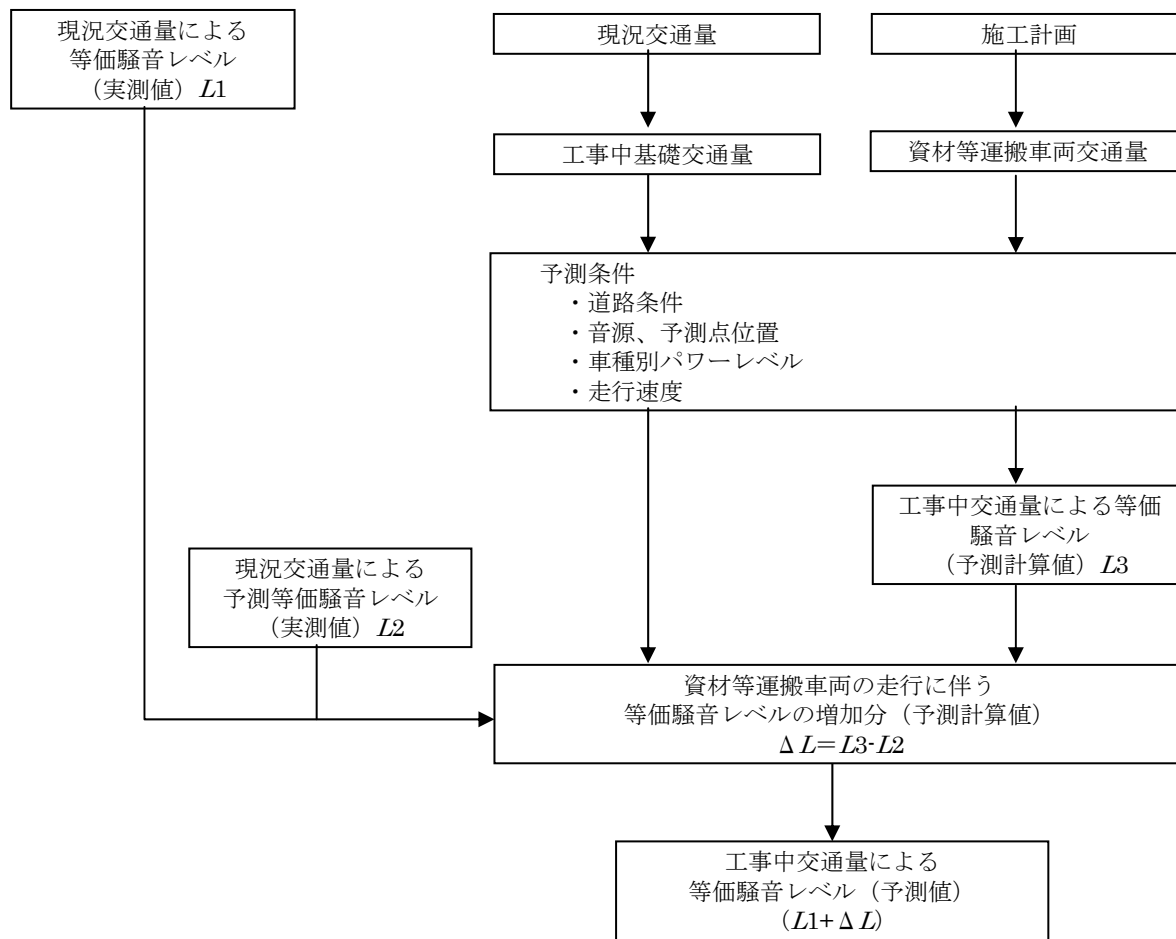 現況交通量による
等価騒音レベル
（実測値）L1
現況交通量
施工計画
工事中基礎交通量
資材等運搬車両交通量
予測条件
・道路条件
・音源、予測点位置
・車種別パワーレベル
・走行速度
工事中交通量による等価
騒音レベル
（予測計算値）L3
現況交通量による
予測等価騒音レベル
（実測値）L2
資材等運搬車両の走行に伴う
等価騒音レベルの増加分（予測計算値）
ΔL＝L3-L2
工事中交通量による
等価騒音レベル（予測値）
(L1+ΔL)